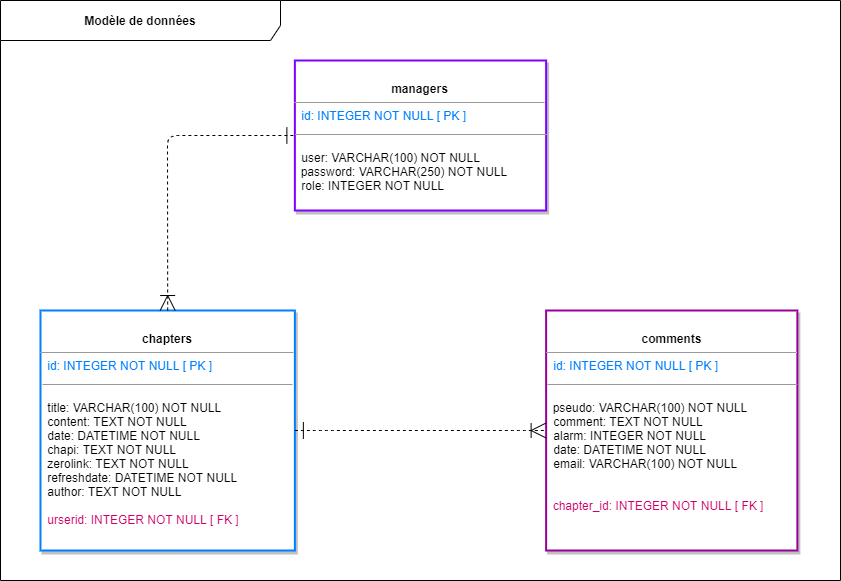 Modèle de données
managers
id: INTEGER NOT NULL [ PK ]
user: VARCHAR(100) NOT NULL
password: VARCHAR(250) NOT NULL
role: INTEGER NOT NULL
chapters
id: INTEGER NOT NULL [ PK ]
title: VARCHAR(100) NOT NULL
content: TEXT NOT NULL
date: DATETIME NOT NULL
chapi: TEXT NOT NULL
zerolink: TEXT NOT NULL
refreshdate: DATETIME NOT NULL
author: TEXT NOT NULL
urserid: INTEGER NOT NULL [ FK ]
comments
id: INTEGER NOT NULL [ PK ]
pseudo: VARCHAR(100) NOT NULL
comment: TEXT NOT NULL
alarm: INTEGER NOT NULL
date: DATETIME NOT NULL
email: VARCHAR(100) NOT NULL
chapter_id: INTEGER NOT NULL [ FK ]